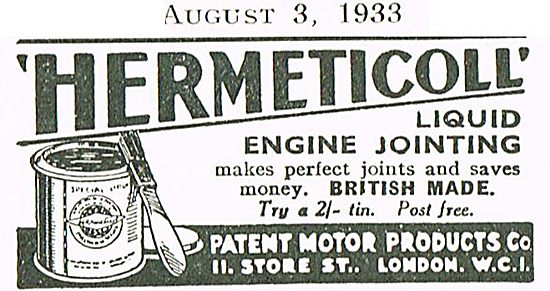 AUGUST 3, 1933
'HERMETICOLL'
LIQUID
ENGINE JOINTING
makes perfect joints and saves
money. BRITISH MADE.
Try a 2/- tin. Post free.
SPECIAL
PATENT MOTOR PRODUCTS Co.
11. STORE ST.. LONDON. W.C.1.